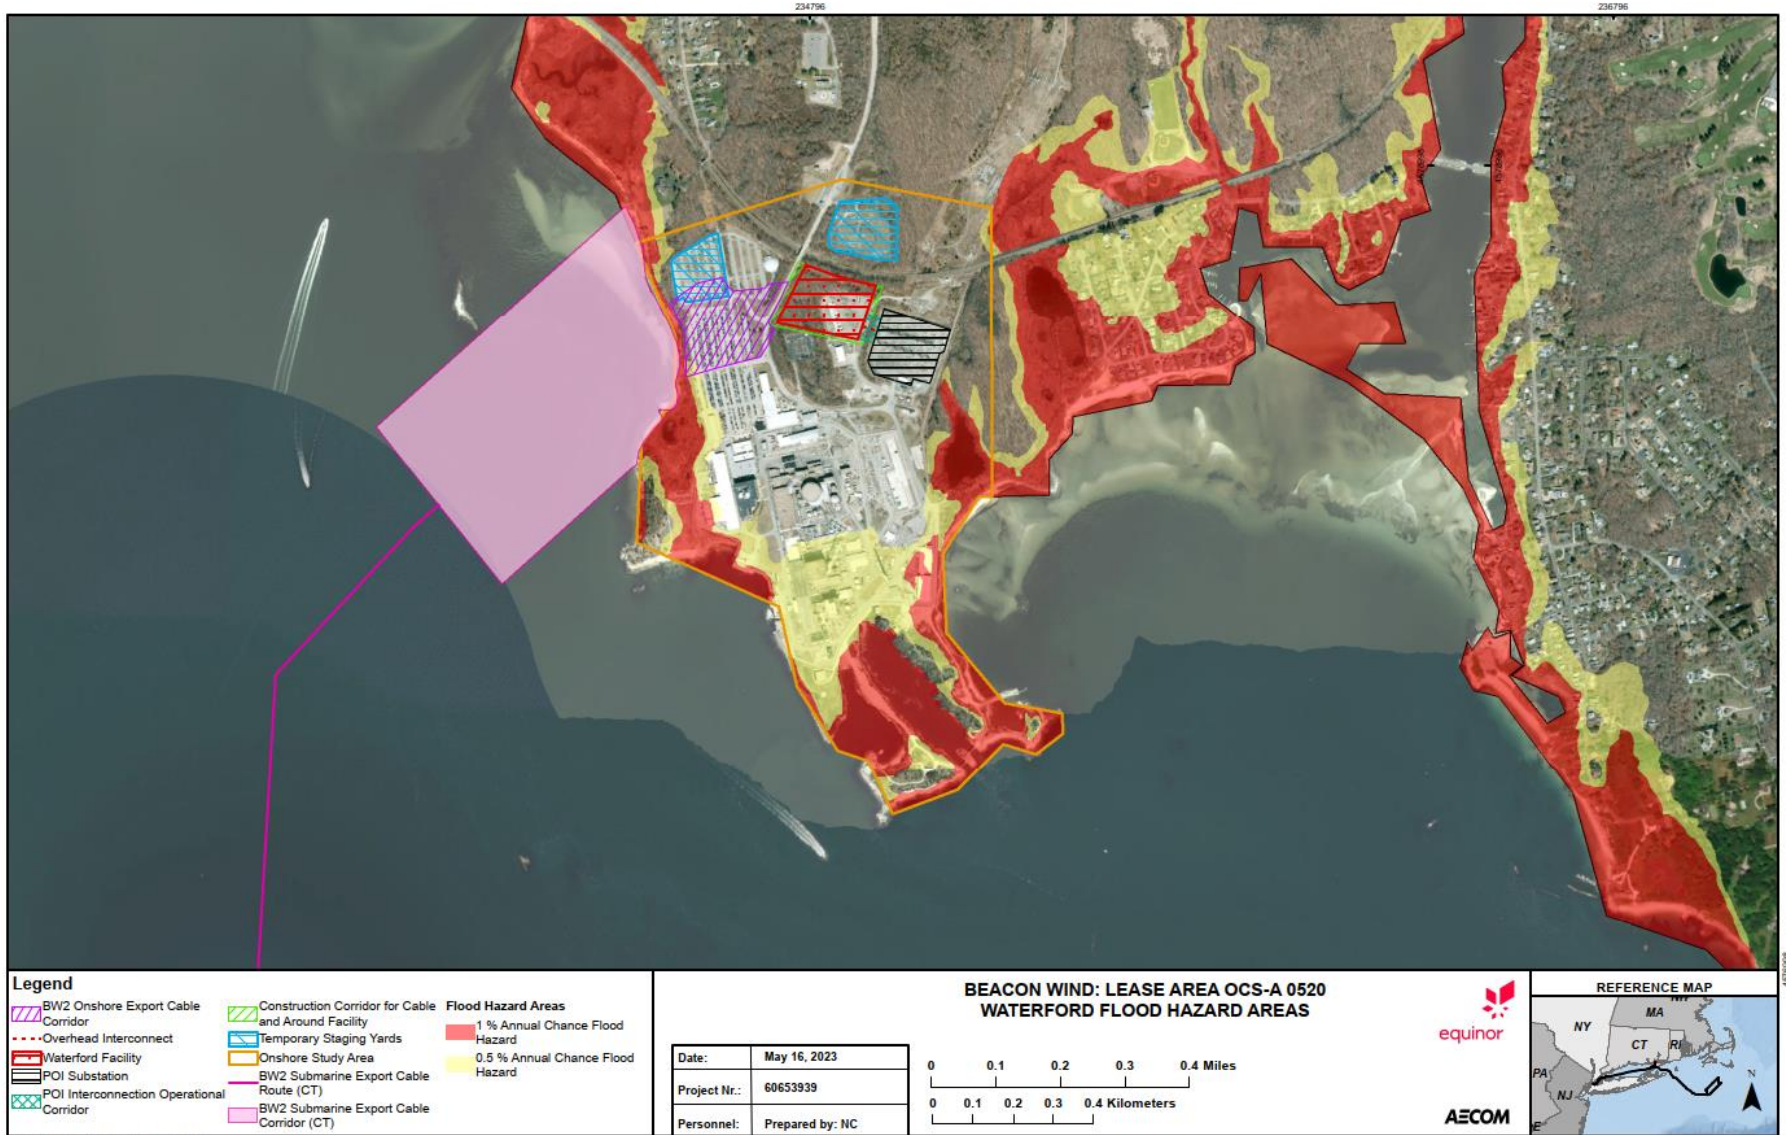 234796
236796
Legend
BW2 Onshore Export Cable
Corridor
Overhead Interconnect
Waterford Facility
POI Substation
POI Interconnection Operational
Corridor
Construction Corridor for Cable
and Around Facility
Temporary Staging Yards
Onshore Study Area
BW2 Submarine Export Cable
Route (CT)
BW2 Submarine Export Cable
Corridor (CT)
Flood Hazard Areas
1 % Annual Chance Flood
Hazard
0.5 % Annual Chance Flood
Hazard
BEACON WIND: LEASE AREA OCS-A 0520
WATERFORD FLOOD HAZARD AREAS
Date: May 16, 2023
Project Nr.: 60653939
Personnel: Prepared by: NC
0 0.1 0.2 0.3 0.4 Miles
0 0.1 0.2 0.3 0.4 Kilometers
equinor
AECOM
REFERENCE MAP
NY
MA
CT
RI
PA
NJ
N